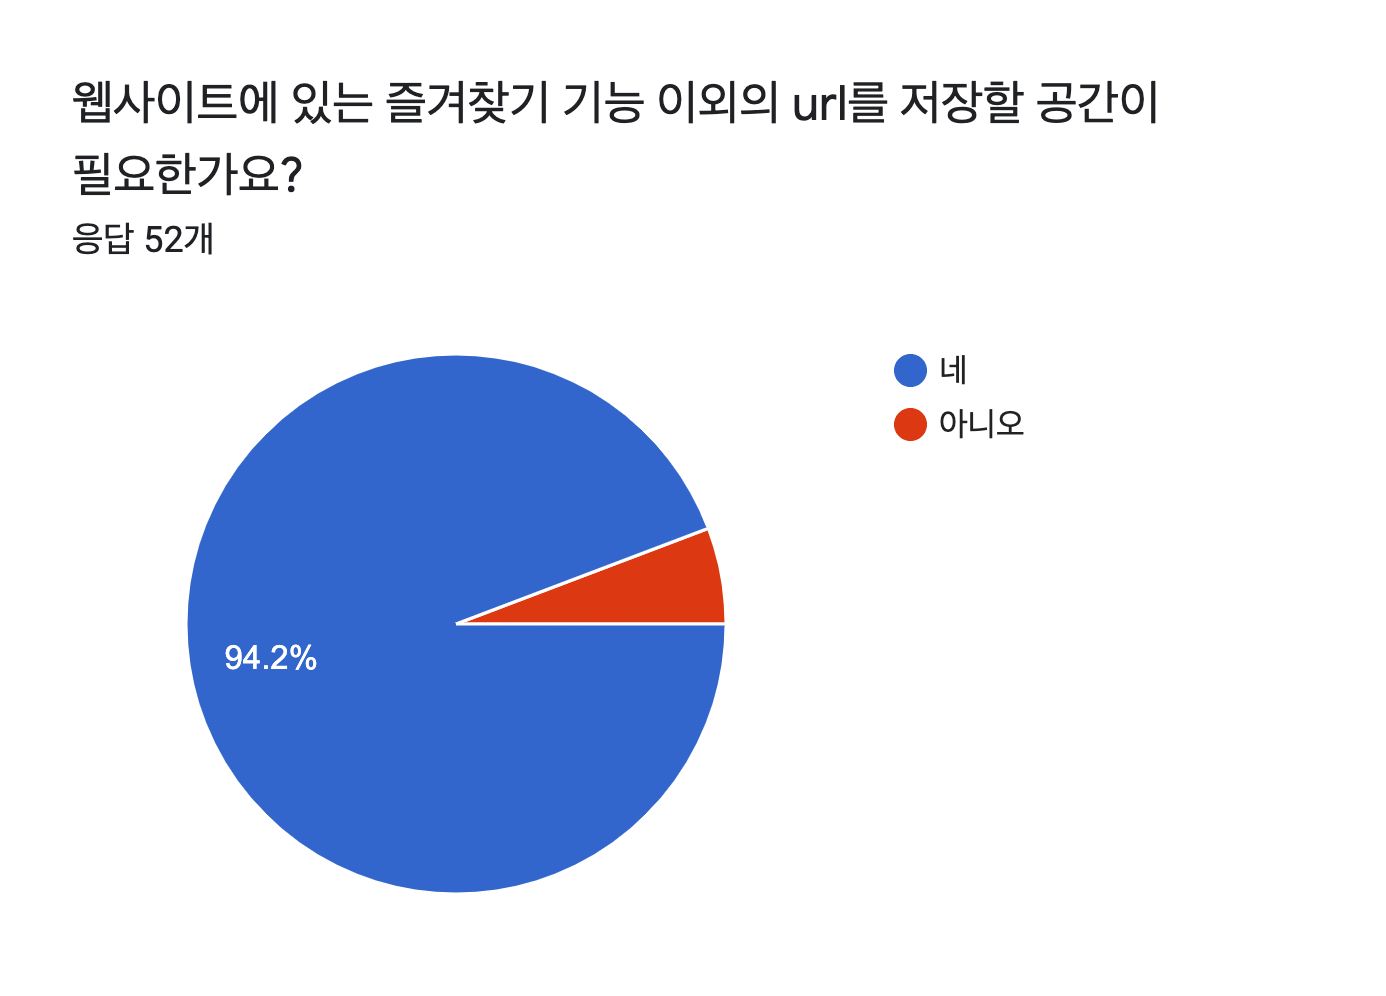 웹사이트에 있는 즐겨찾기 기능 이외의 url를 저장할 공간이
필요한가요?
응답 52개
네
아니오
94.2%